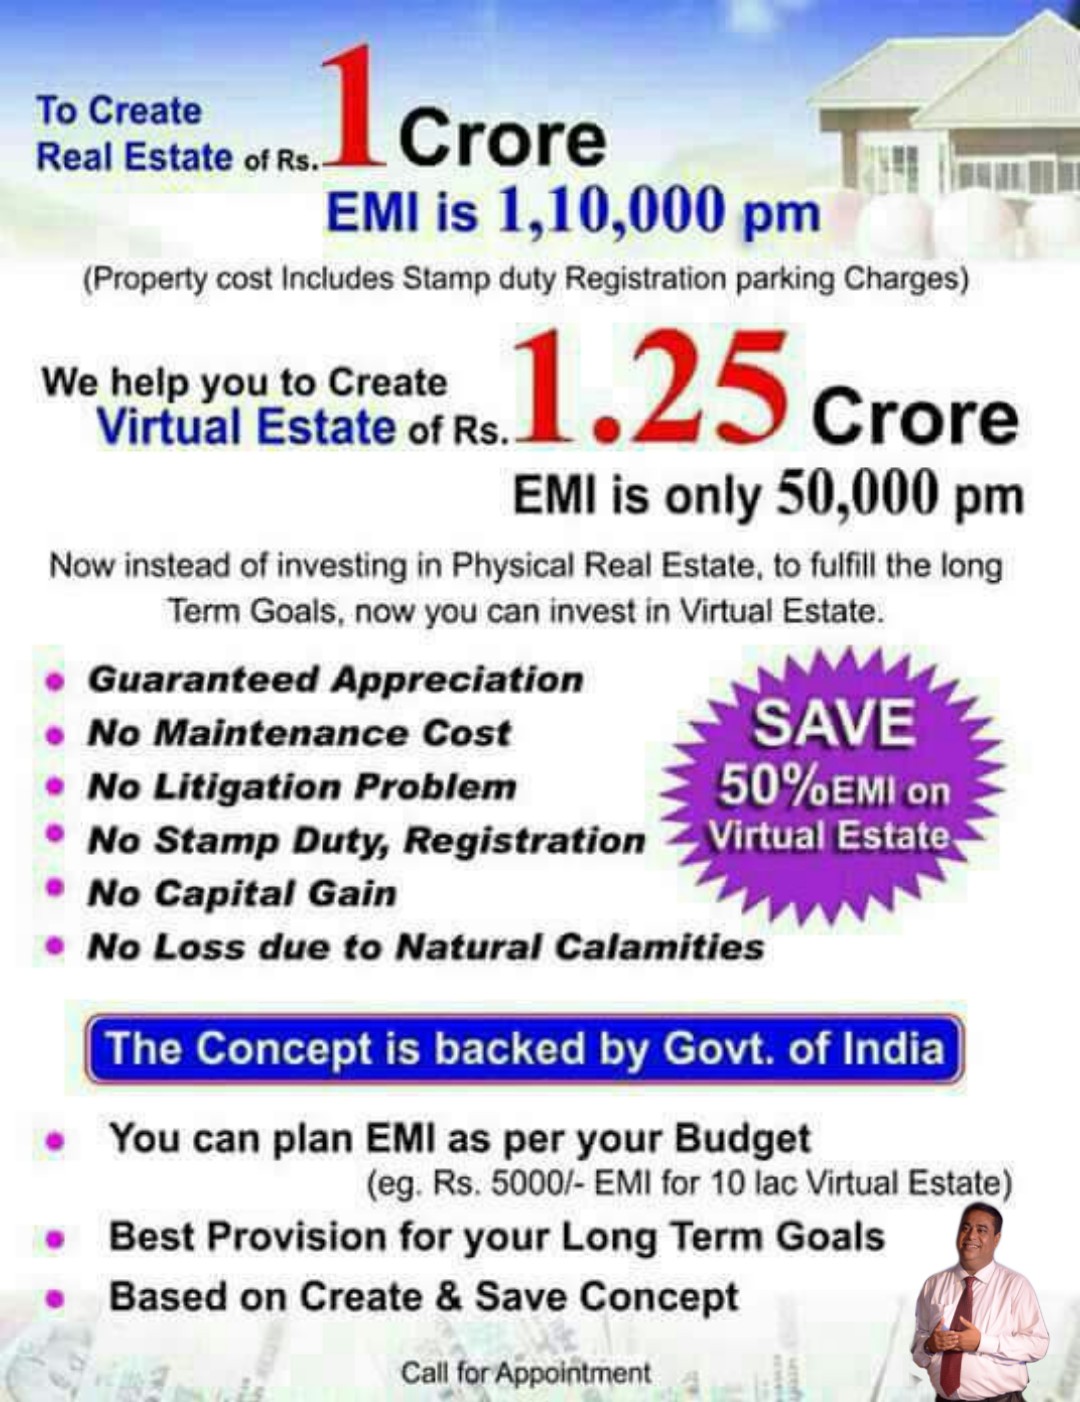 To Create
Real Estate of Rs. 1 Crore
EMI is 1,10,000 pm
(Property cost Includes Stamp duty Registration parking Charges)
We help you to Create
Virtual Estate of Rs. 1.25 Crore
EMI is only 50,000 pm
Now instead of investing in Physical Real Estate, to fulfill the long
Term Goals, now you can invest in Virtual Estate.
• Guaranteed Appreciation
• No Maintenance Cost
• No Litigation Problem
• No Stamp Duty, Registration
• No Capital Gain
• No Loss due to Natural Calamities
SAVE
50% EMI on
Virtual Estate
The Concept is backed by Govt. of India
• You can plan EMI as per your Budget
(eg. Rs. 5000/- EMI for 10 lac Virtual Estate)
• Best Provision for your Long Term Goals
• Based on Create & Save Concept
Call for Appointment